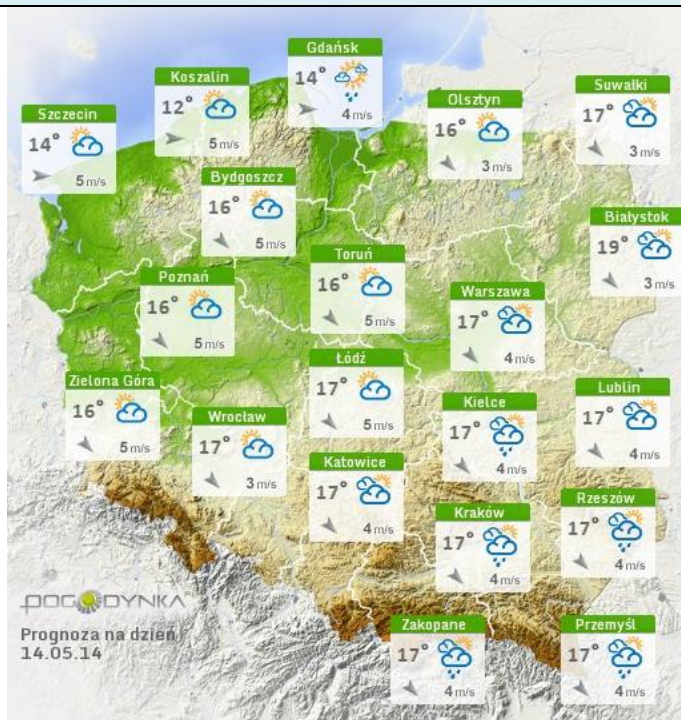 Gdańsk
14°
4 m/s
Koszalin
12°
5 m/s
Suwałki
17°
3 m/s
Olsztyn
16°
3 m/s
Szczecin
14°
5 m/s
Bydgoszcz
16°
5 m/s
Białystok
19°
3 m/s
Toruń
16°
5 m/s
Poznań
16°
5 m/s
Warszawa
17°
4 m/s
Łódź
17°
5 m/s
Zielona Góra
16°
5 m/s
Lublin
17°
4 m/s
Kielce
17°
4 m/s
Wrocław
17°
3 m/s
Katowice
17°
4 m/s
Rzeszów
17°
4 m/s
Kraków
17°
4 m/s
POGODYNKA
Prognoza na dzień
14.05.14
Zakopane
17°
4 m/s
Przemyśl
17°
4 m/s